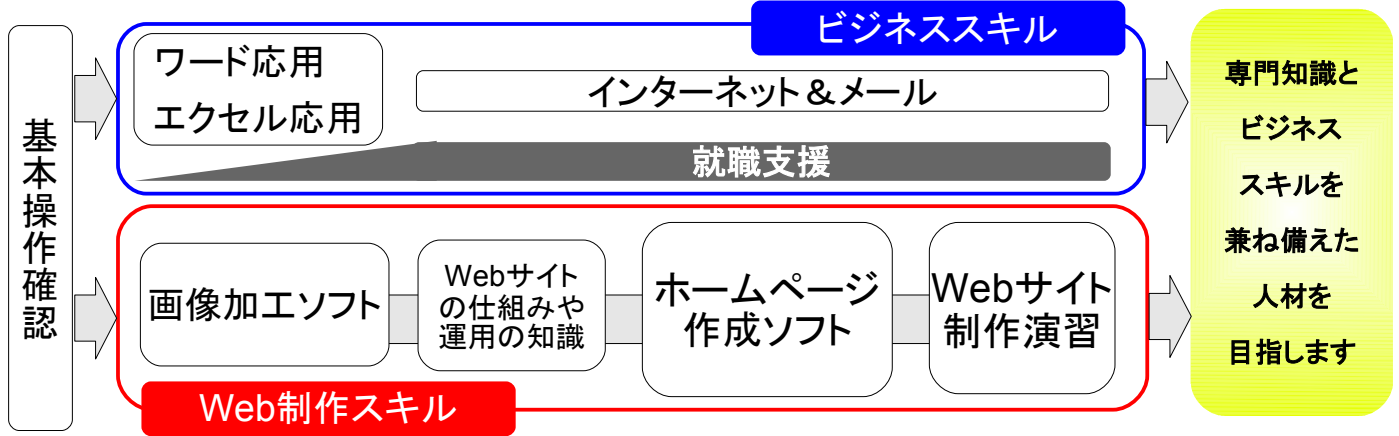 基本操作確認
ビジネススキル
ワード応用
エクセル応用
インターネット＆メール
就職支援
画像加工ソフト
Webサイト
の仕組みや
運用の知識
ホームページ
作成ソフト
Webサイト
制作演習
Web制作スキル
専門知識と
ビジネス
スキルを
兼ね備えた
人材を
目指します